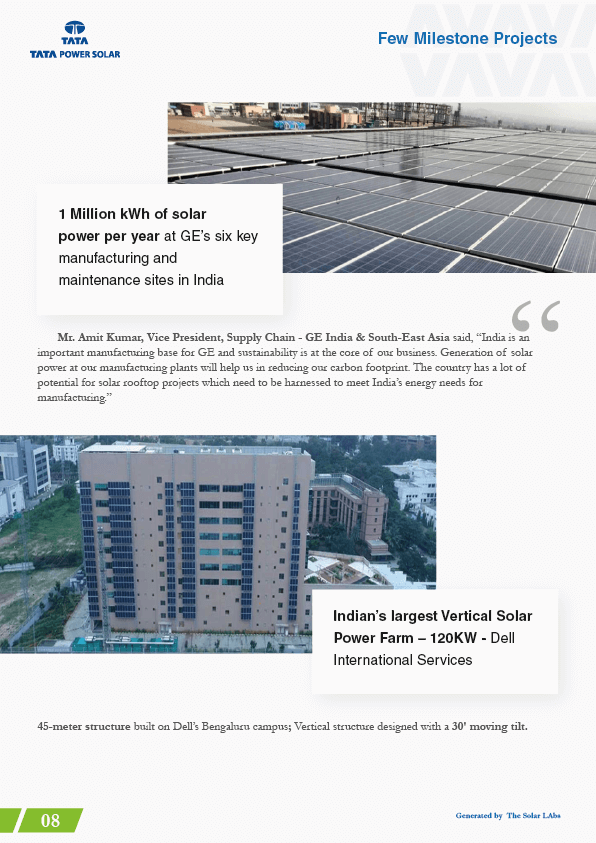 TATA
TATA POWER SOLAR
Few Milestone Projects
1 Million kWh of solar
power per year at GE’s six key
manufacturing and
maintenance sites in India
“
Mr. Amit Kumar, Vice President, Supply Chain - GE India & South-East Asia said, “India is an
important manufacturing base for GE and sustainability is at the core of our business. Generation of solar
power at our manufacturing plants will help us in reducing our carbon footprint. The country has a lot of
potential for solar rooftop projects which need to be harnessed to meet India’s energy needs for
manufacturing.”
Indian’s largest Vertical Solar
Power Farm – 120KW - Dell
International Services
45-meter structure built on Dell’s Bengaluru campus; Vertical structure designed with a 30' moving tilt.
08
Generated by The Solar LAbs